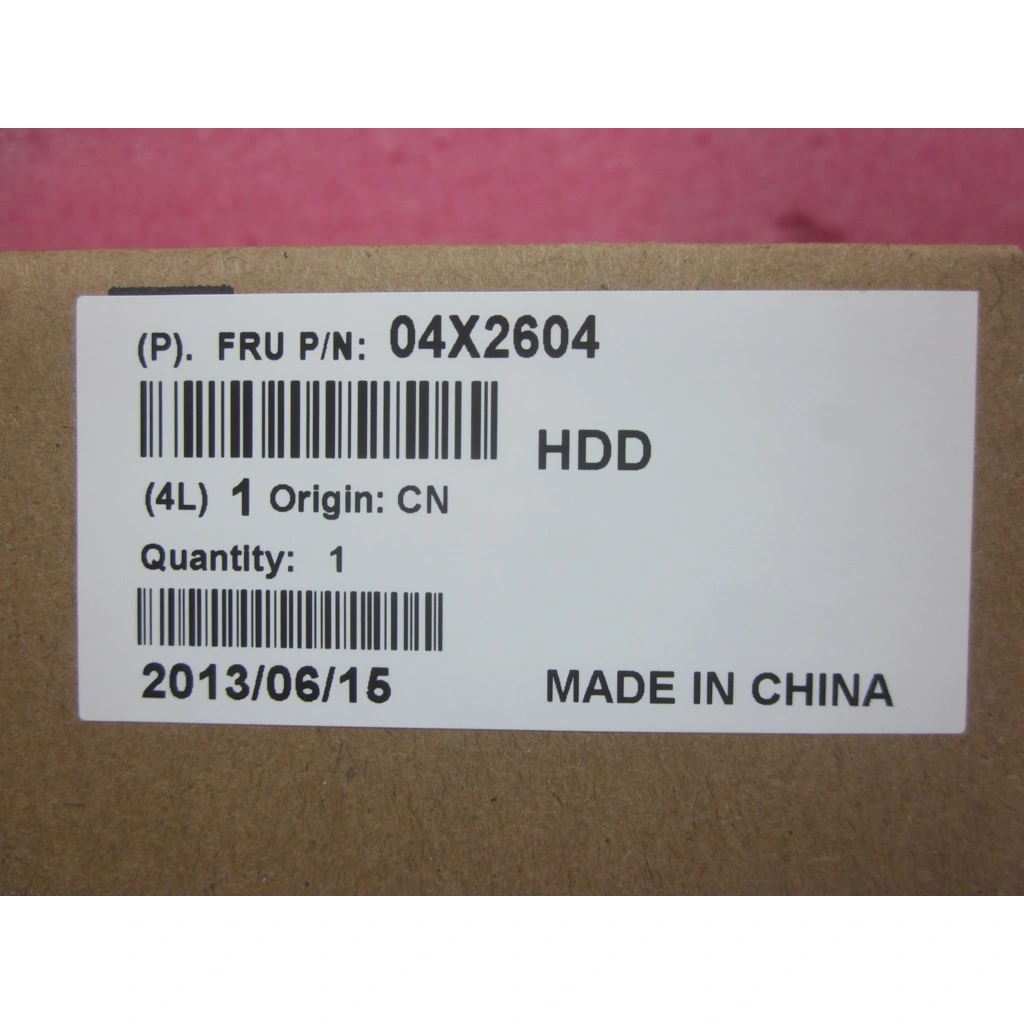 (P). FRU P/N: 04X2604
HDD
(4L) 1 Origin: CN
Quantity: 1
2013/06/15
MADE IN CHINA